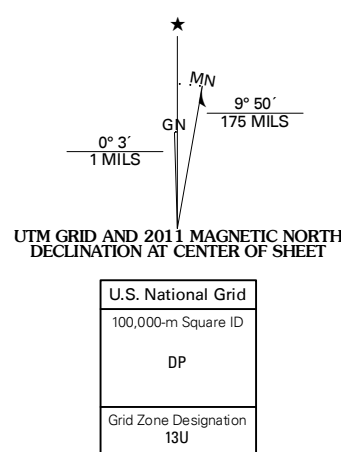 ★
MN
GN
9° 50´
175 MILS
0° 3´
1 MILS
UTM GRID AND 2011 MAGNETIC NORTH
DECLINATION AT CENTER OF SHEET
U.S. National Grid
100,000-m Square ID
DP
Grid Zone Designation
13U